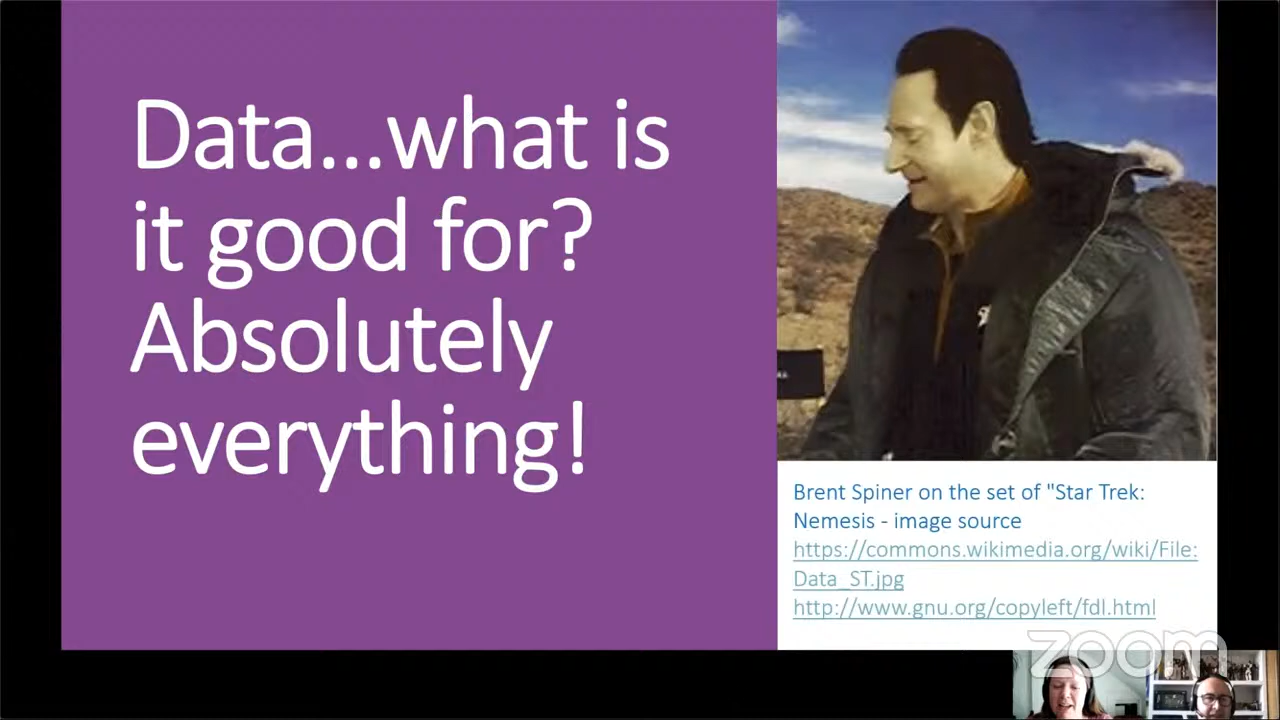 Data...what is
it good for?
Absolutely
everything!
Brent Spiner on the set of "Star Trek:
Nemesis - image source
https://commons.wikimedia.org/wiki/File:
Data_ST.jpg
http://www.gnu.org/copyleft/fdl.html
zoom